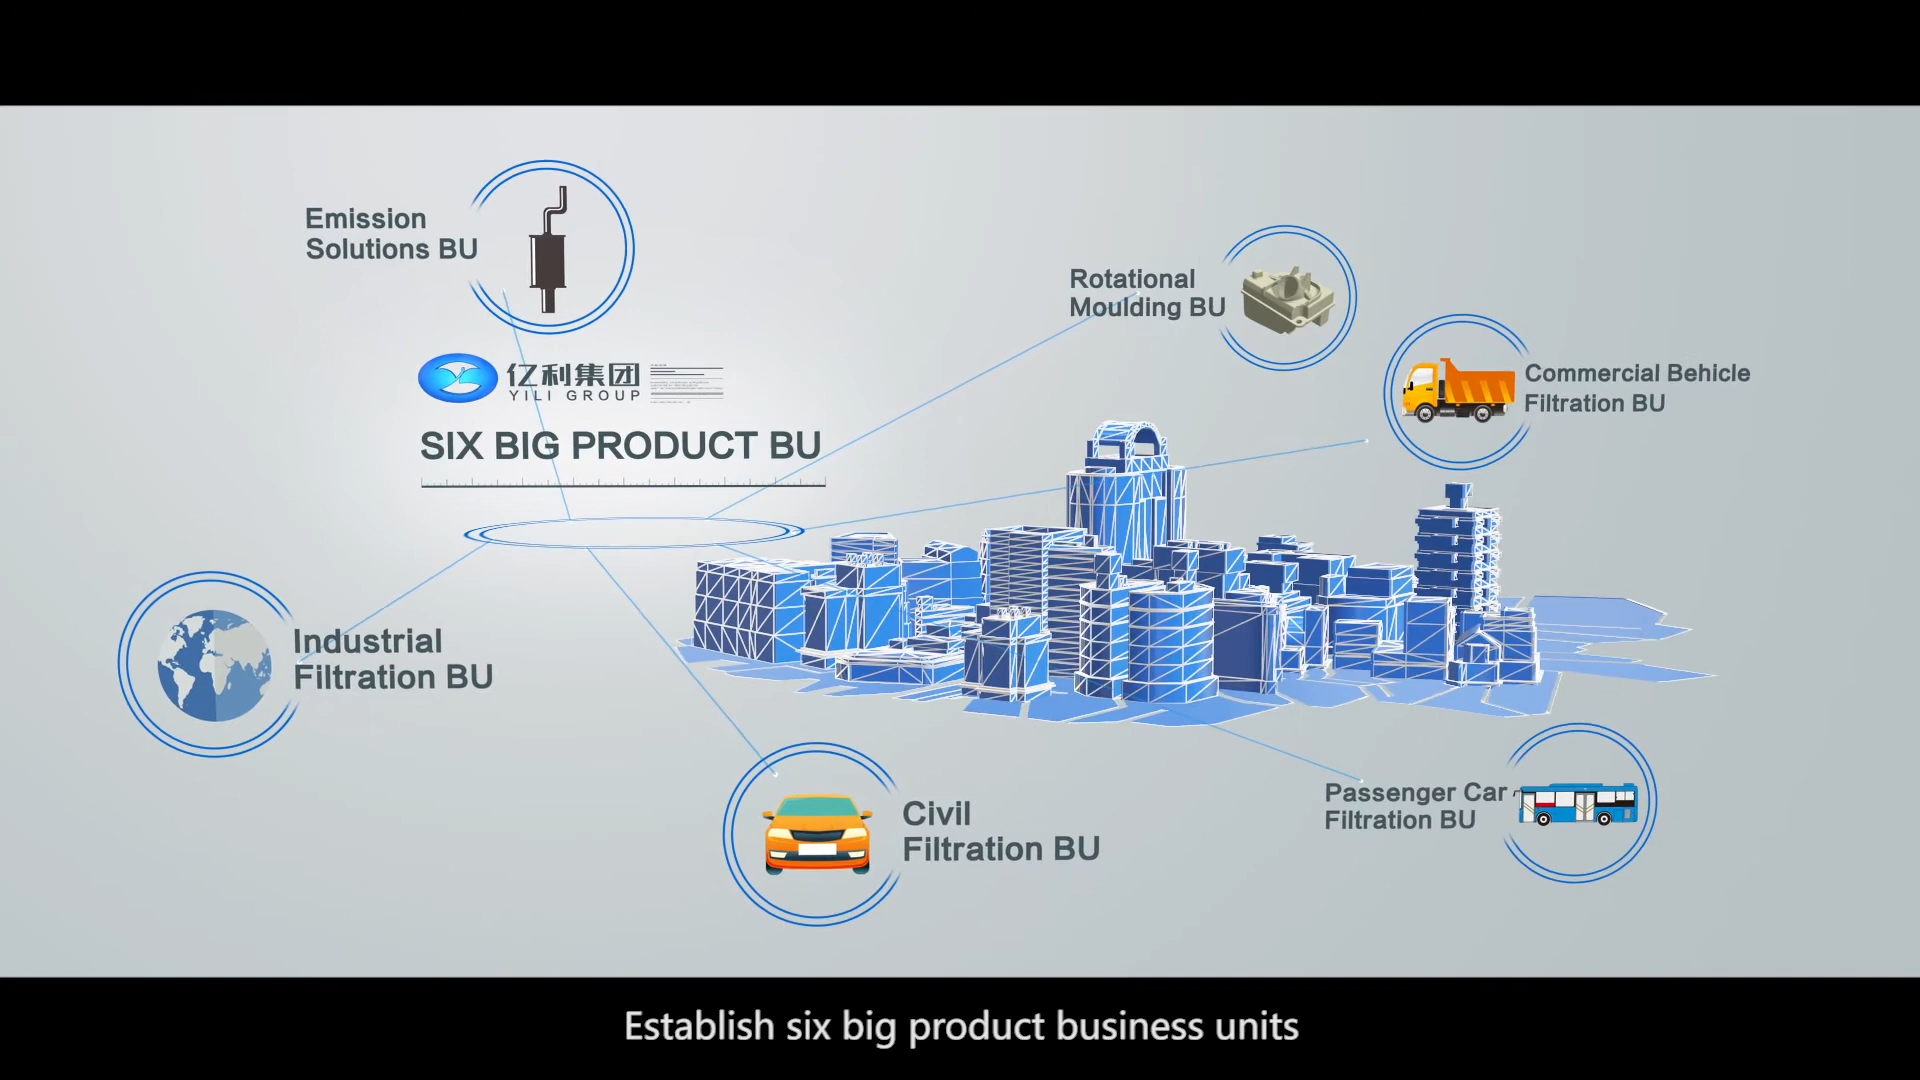 Emission
Solutions BU
Rotational
Moulding BU
Commercial Behicle
Filtration BU
亿利集团
YILI GROUP
SIX BIG PRODUCT BU
Industrial
Filtration BU
Civil
Filtration BU
Passenger Car
Filtration BU
Establish six big product business units